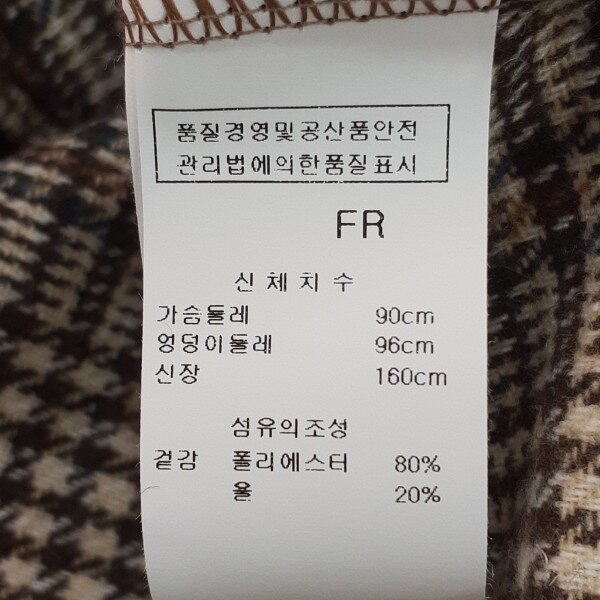 품질경영및공산품안전
관리법에의한품질표시
FR
신체치수
가슴둘레 90cm
엉덩이둘레 96cm
신장 160cm
섬유의조성
겉감 폴리에스터 80%
울 20%